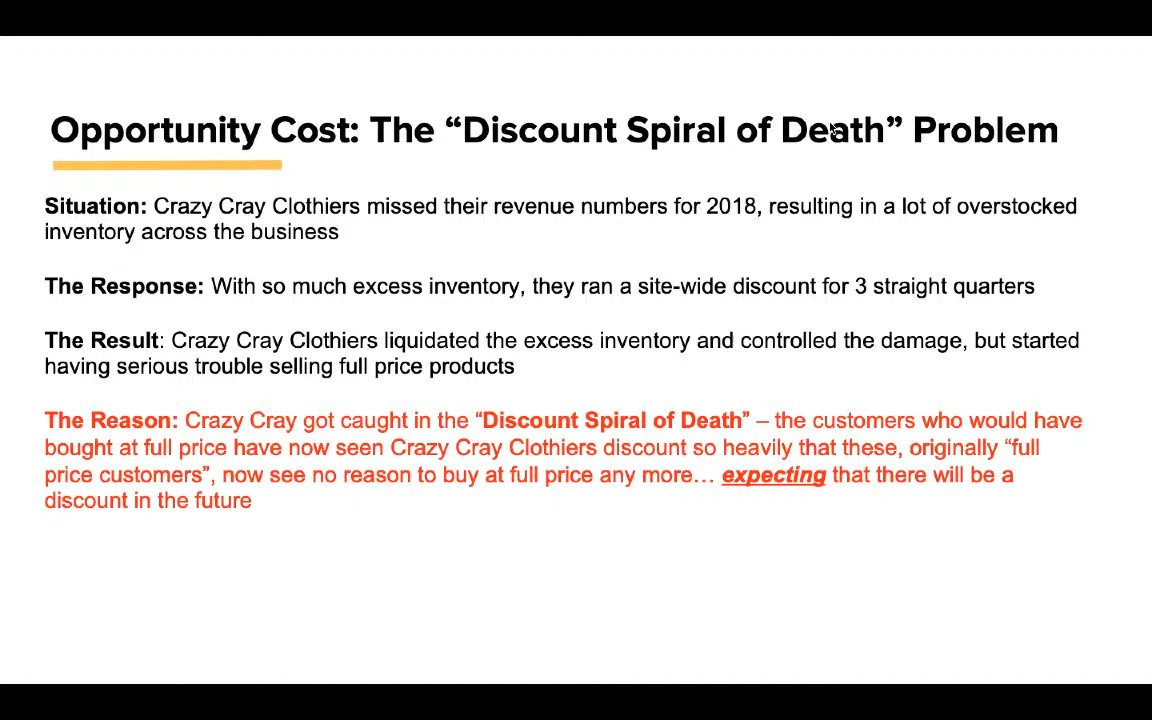 Opportunity Cost: The “Discount Spiral of Death” Problem
Situation: Crazy Cray Clothiers missed their revenue numbers for 2018, resulting in a lot of overstocked
inventory across the business
The Response: With so much excess inventory, they ran a site-wide discount for 3 straight quarters
The Result: Crazy Cray Clothiers liquidated the excess inventory and controlled the damage, but started
having serious trouble selling full price products
The Reason: Crazy Cray got caught in the “Discount Spiral of Death” – the customers who would have
bought at full price have now seen Crazy Cray Clothiers discount so heavily that these, originally “full
price customers”, now see no reason to buy at full price any more… expecting that there will be a
discount in the future